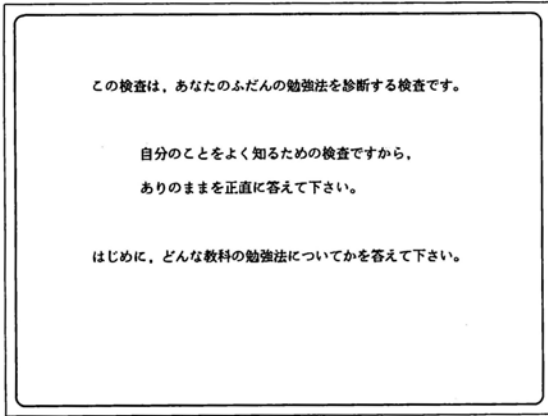 この検査は，あなたのふだんの勉強法を診断する検査です。
自分のことをよく知るための検査ですから，
ありのままを正直に答えて下さい。
はじめに，どんな教科の勉強法についてかを答えて下さい。